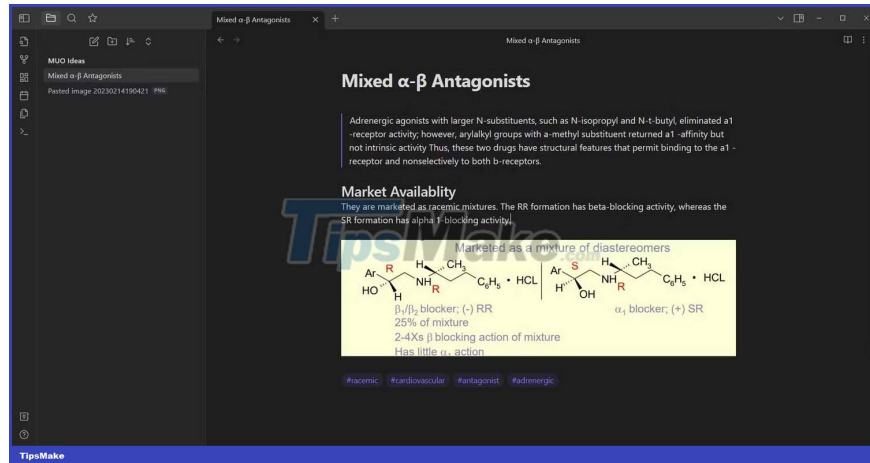 Mixed α-β Antagonists
Mixed α-β Antagonists
MUO Ideas
Mixed α-β Antagonists
Pasted image 20230214190421 PNG
Mixed α-β Antagonists
Adrenergic agonists with larger N-substituents, such as N-isopropyl and N-t-butyl, eliminated a1
-receptor activity; however, arylalkyl groups with a-methyl substituent returned a1 -affinity but
not intrinsic activity Thus, these two drugs have structural features that permit binding to the a1 -
receptor and nonselectively to both b-receptors.
Market Availablity
They are marketed as racemic mixtures. The RR formation has beta-blocking activity, whereas the
SR formation has alpha 1-blocking activity.
TipsMake.com
Marketed as a mixture of diastereomers
Ar R H CH3 NH R C6H5 • HCL HO H
Ar S H CH3 NH R C6H5 • HCL H OH
β1/β2 blocker; (-) RR
α1 blocker; (+) SR
25% of mixture
2-4Xs β blocking action of mixture
Has little α1 action
#racemic #cardiovascular #antagonist #adrenergic
TipsMake